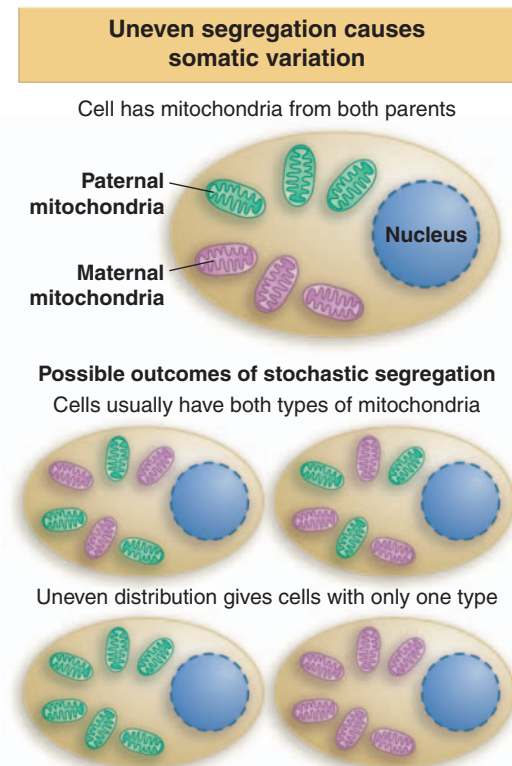 Uneven segregation causes
somatic variation
Cell has mitochondria from both parents
Paternal
mitochondria
Nucleus
Maternal
mitochondria
Possible outcomes of stochastic segregation
Cells usually have both types of mitochondria
Uneven distribution gives cells with only one type